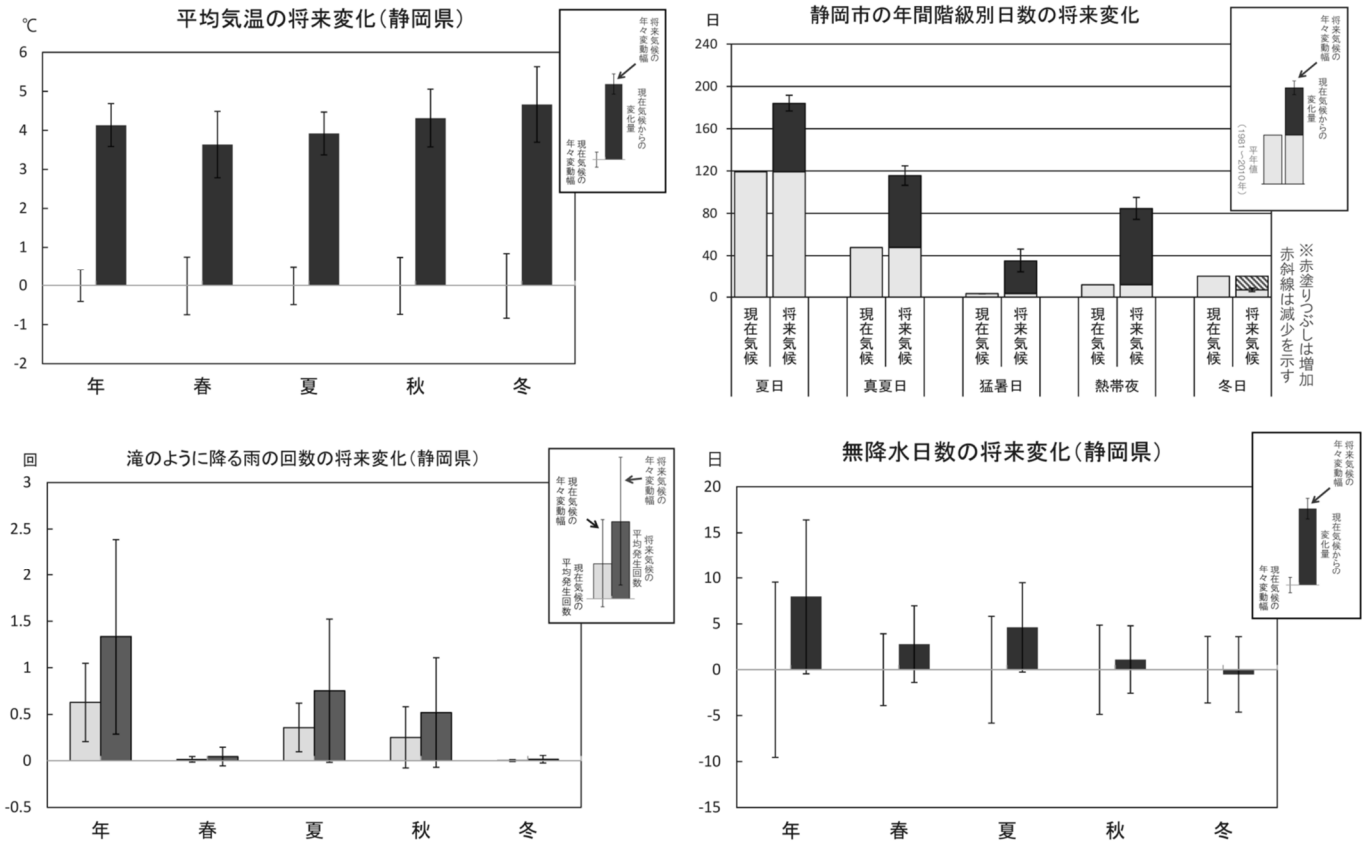 平均気温の将来変化（静岡県）
℃
6
5
4
3
2
1
0
-1
-2
年
春
夏
秋
冬
将来気候の
年々変動幅
現在気候からの
変化量
現在気候の
年々変動幅
静岡市の年間階級別日数の将来変化
日
240
200
160
120
80
40
0
現在気候
将来気候
現在気候
将来気候
現在気候
将来気候
現在気候
将来気候
現在気候
将来気候
夏日
真夏日
猛暑日
熱帯夜
冬日
将来気候の
年々変動幅
現在気候からの
変化量
平年値
（1981～2010年）
※赤塗りつぶしは増加
赤斜線は減少を示す
滝のように降る雨の回数の将来変化（静岡県）
回
3
2.5
2
1.5
1
0.5
0
-0.5
年
春
夏
秋
冬
将来気候の
年々変動幅
現在気候の
年々変動幅
将来気候の
平均発生回数
現在気候の
平均発生回数
無降水日数の将来変化（静岡県）
日
20
15
10
5
0
-5
-10
-15
年
春
夏
秋
冬
将来気候の
年々変動幅
現在気候からの
変化量
現在気候の
年々変動幅